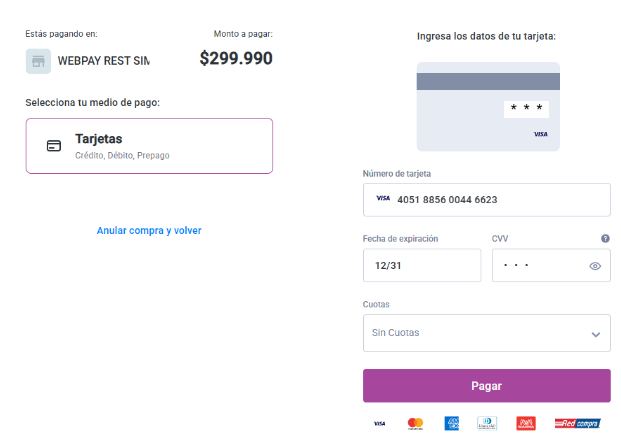 Estás pagando en:
Monto a pagar:
WEBPAY REST SIM
$299.990
Selecciona tu medio de pago:
Tarjetas
Crédito, Débito, Prepago
Anular compra y volver
Ingresa los datos de tu tarjeta:
* * *
VISA
Número de tarjeta
VISA 4051 8856 0044 6623
Fecha de expiración
CVV
?
12/31
• • •
Cuotas
Sin Cuotas
Pagar
VISA
Red compra